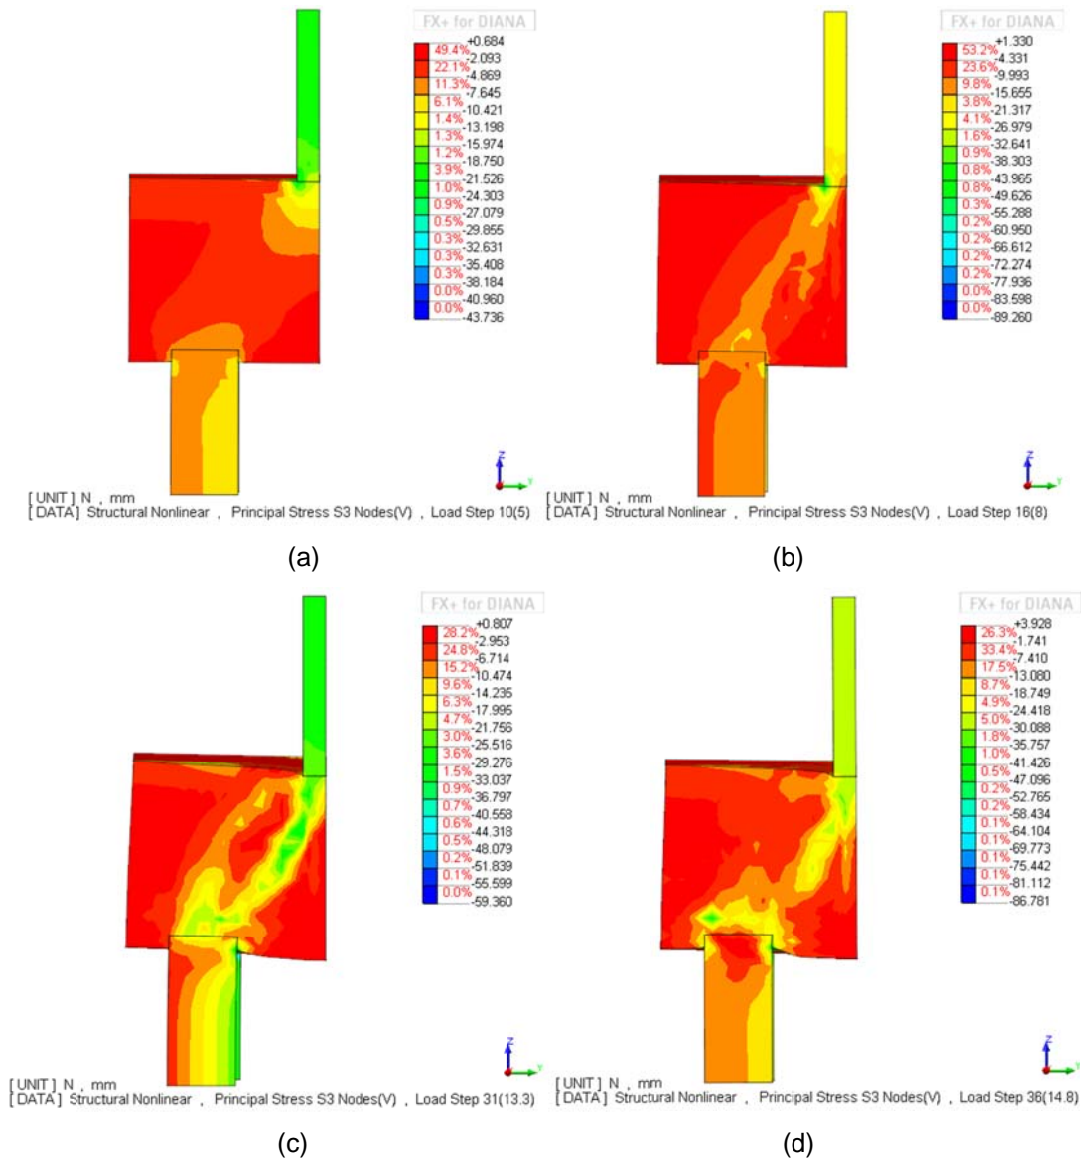 FX+ for DIANA
+0.684
49.4% -2.093
22.1% -4.869
11.3% -7.645
6.1% -10.421
1.4% -13.198
1.3% -15.974
1.2% -18.750
3.9% -21.526
1.0% -24.303
0.9% -27.079
0.5% -29.855
0.3% -32.631
0.3% -35.408
0.3% -38.184
0.0% -40.960
0.0% -43.736
Z
Y
[ UNIT ] N , mm
[ DATA ] Structural Nonlinear , Principal Stress S3 Nodes(V) , Load Step 10(5)
(a)
FX+ for DIANA
+1.330
53.2% -4.331
23.6% -9.993
9.8% -15.655
3.8% -21.317
4.1% -26.979
1.6% -32.641
0.9% -38.303
0.8% -43.965
0.8% -49.626
0.3% -55.288
0.2% -60.950
0.2% -66.612
0.2% -72.274
0.2% -77.936
0.0% -83.598
0.0% -89.260
Z
Y
[ UNIT ] N , mm
[ DATA ] Structural Nonlinear , Principal Stress S3 Nodes(V) , Load Step 16(8)
(b)
FX+ for DIANA
+0.807
28.2% -2.953
24.8% -6.714
15.2% -10.474
9.6% -14.235
6.3% -17.995
4.7% -21.756
3.0% -25.516
3.6% -29.276
1.5% -33.037
0.9% -36.797
0.7% -40.558
0.6% -44.318
0.5% -48.079
0.2% -51.839
0.1% -55.599
0.0% -59.360
Z
Y
[ UNIT ] N , mm
[ DATA ] Structural Nonlinear , Principal Stress S3 Nodes(V) , Load Step 31(13.3)
(c)
FX+ for DIANA
+3.928
26.3% -1.741
33.4% -7.410
17.5% -13.080
8.7% -18.749
4.9% -24.418
5.0% -30.088
1.8% -35.757
1.0% -41.426
0.5% -47.096
0.2% -52.765
0.2% -58.434
0.1% -64.104
0.1% -69.773
0.1% -75.442
0.1% -81.112
0.1% -86.781
Z
Y
[ UNIT ] N , mm
[ DATA ] Structural Nonlinear , Principal Stress S3 Nodes(V) , Load Step 36(14.8)
(d)